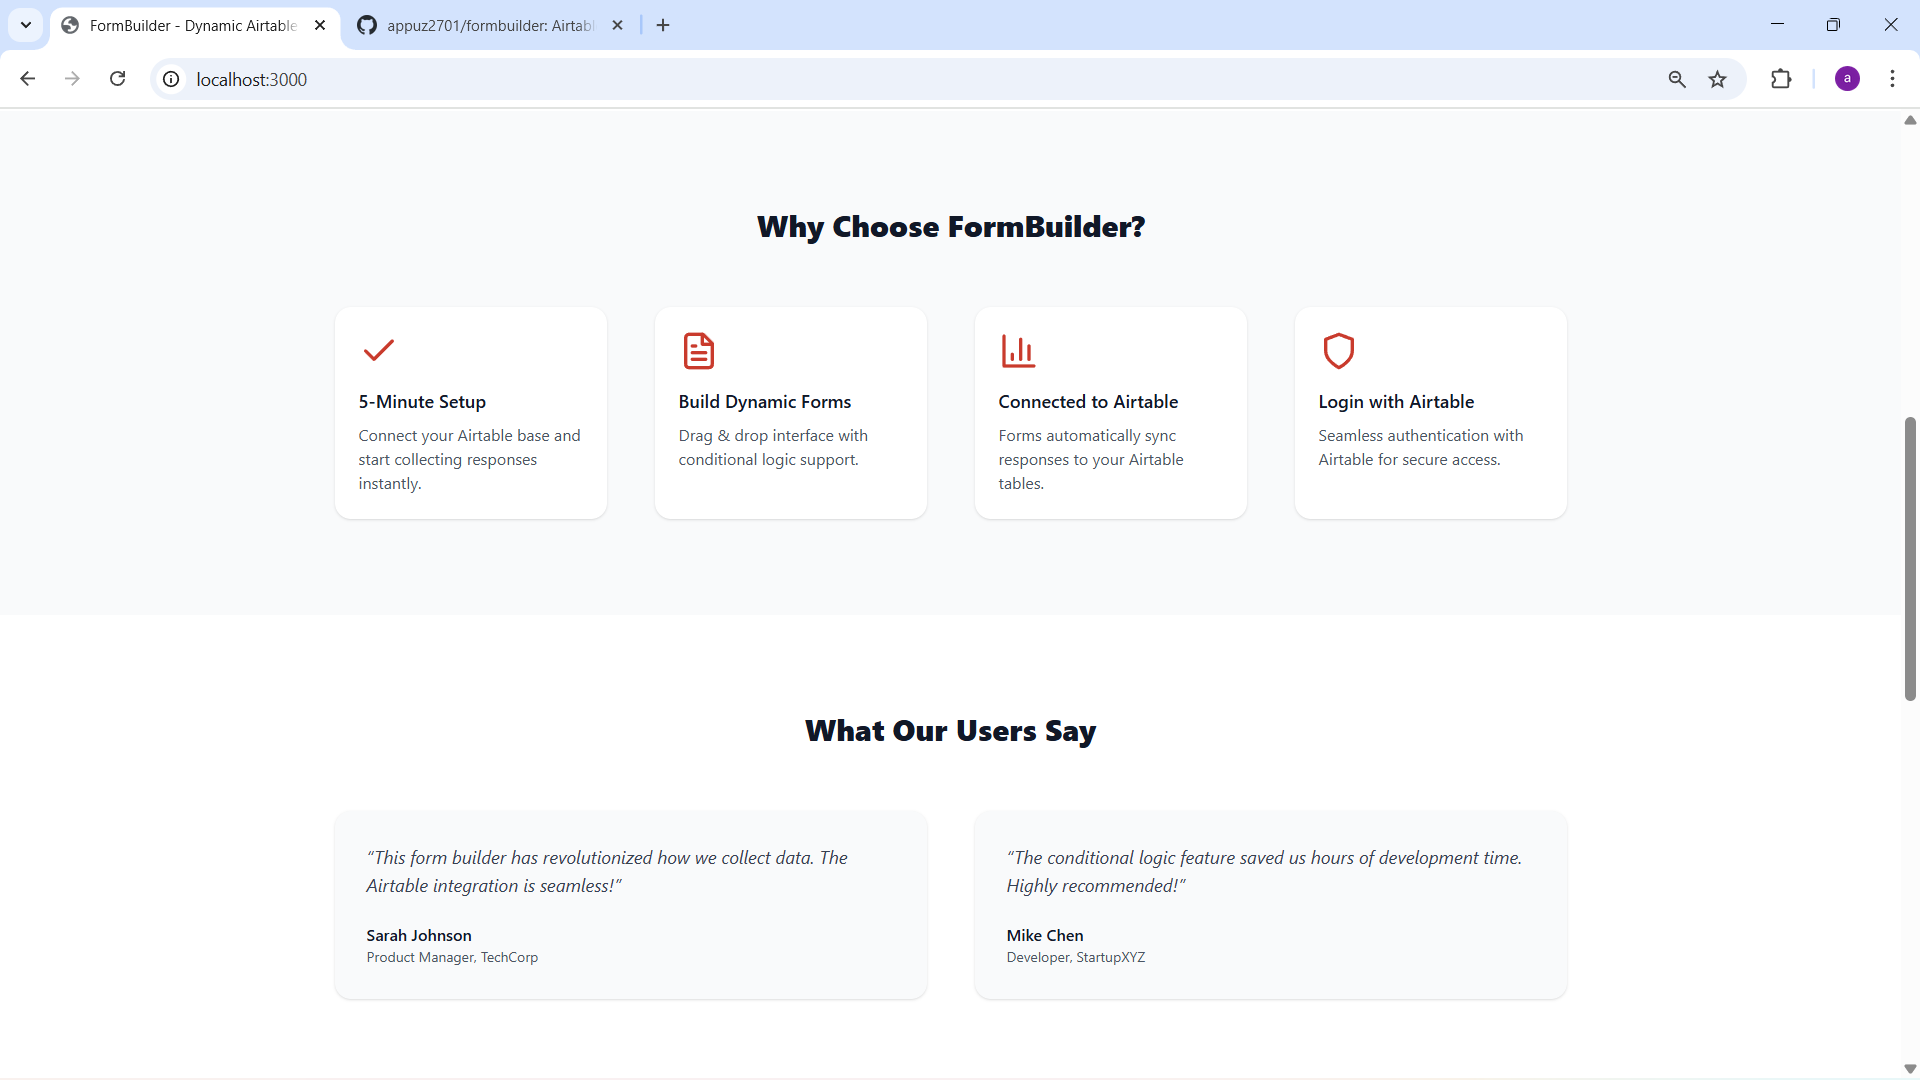 FormBuilder - Dynamic Airtable
appuz2701/formbuilder: Airtab
localhost:3000
a
Why Choose FormBuilder?
5-Minute Setup
Connect your Airtable base and
start collecting responses
instantly.
Build Dynamic Forms
Drag & drop interface with
conditional logic support.
Connected to Airtable
Forms automatically sync
responses to your Airtable
tables.
Login with Airtable
Seamless authentication with
Airtable for secure access.
What Our Users Say
“This form builder has revolutionized how we collect data. The
Airtable integration is seamless!”
Sarah Johnson
Product Manager, TechCorp
“The conditional logic feature saved us hours of development time.
Highly recommended!”
Mike Chen
Developer, StartupXYZ